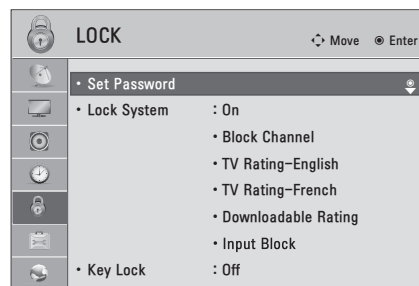 LOCK
Move Enter
• Set Password
• Lock System : On
• Block Channel
• TV Rating-English
• TV Rating-French
• Downloadable Rating
• Input Block
• Key Lock : Off